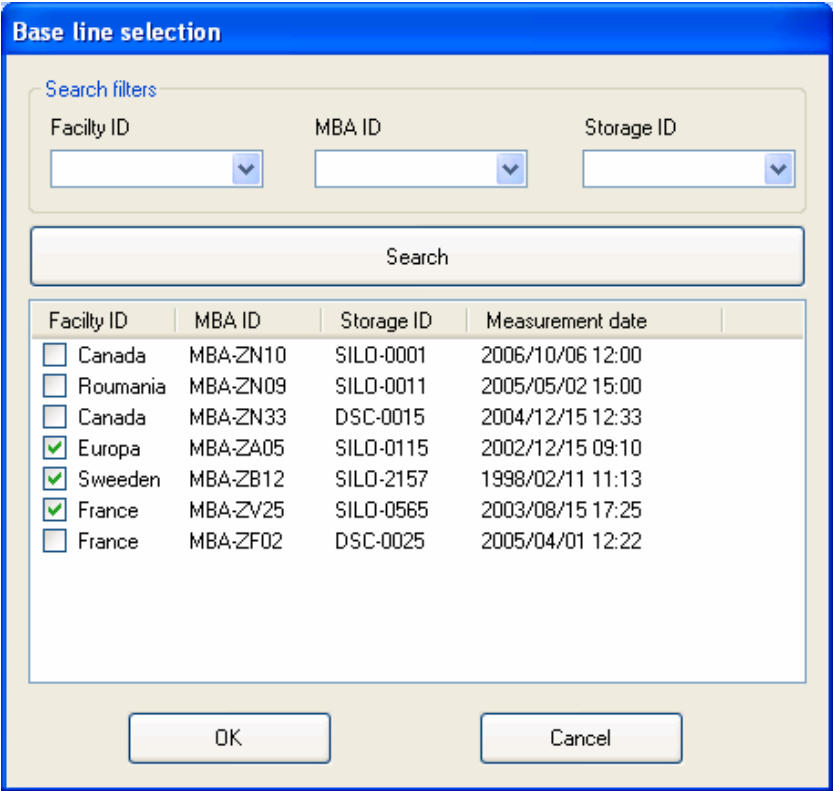 Base line selection
Search filters
Facilty ID MBA ID Storage ID
Search
Facilty ID MBA ID Storage ID Measurement date
Canada MBA-ZN10 SILO-0001 2006/10/06 12:00
Roumania MBA-ZN09 SILO-0011 2005/05/02 15:00
Canada MBA-ZN33 DSC-0015 2004/12/15 12:33
Europa MBA-ZA05 SILO-0115 2002/12/15 09:10
Sweeden MBA-ZB12 SILO-2157 1998/02/11 11:13
France MBA-ZV25 SILO-0565 2003/08/15 17:25
France MBA-ZF02 DSC-0025 2005/04/01 12:22
OK Cancel